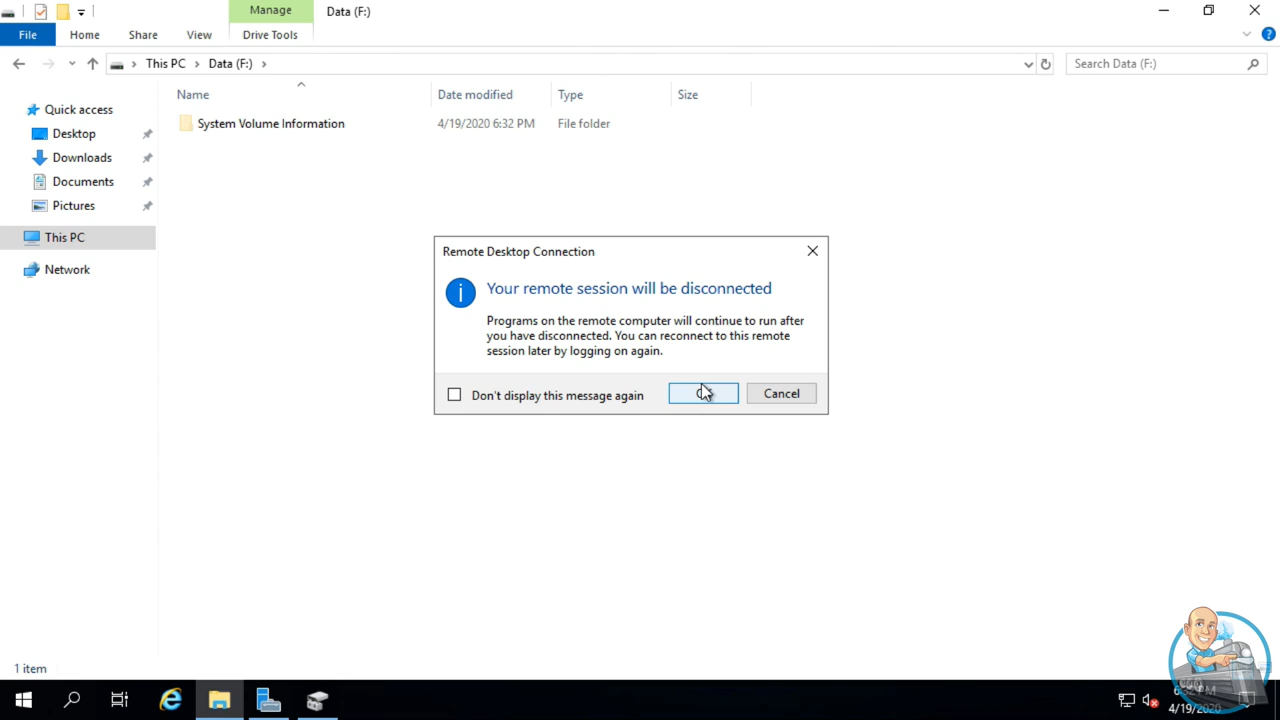 Manage
Data (F:)
File
Home
Share
View
Drive Tools
This PC
Data (F:)
Search Data (F:)
Name
Date modified
Type
Size
Quick access
System Volume Information
4/19/2020 6:32 PM
File folder
Desktop
Downloads
Documents
Pictures
This PC
Network
Remote Desktop Connection
Your remote session will be disconnected
Programs on the remote computer will continue to run after
you have disconnected. You can reconnect to this remote
session later by logging on again.
Don't display this message again
Cancel
1 item
6:32 PM
4/19/2020